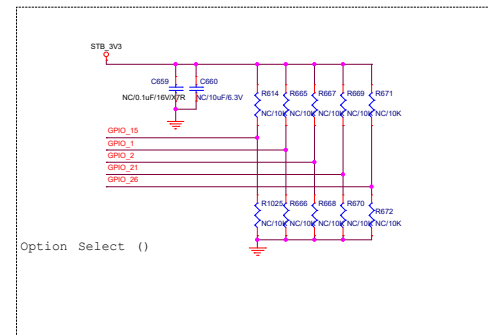 STB_3V3
C659 C660
NC/0.1uF/16V/X7R NC/10uF/6.3V
R614 R665 R667 R669 R671
NC/10K NC/10K NC/10K NC/10K NC/10K
GPIO_15
GPIO_1
GPIO_2
GPIO_21
GPIO_26
R1025 R666 R668 R670 R672
NC/10K NC/10K NC/10K NC/10K NC/10K
Option Select ()